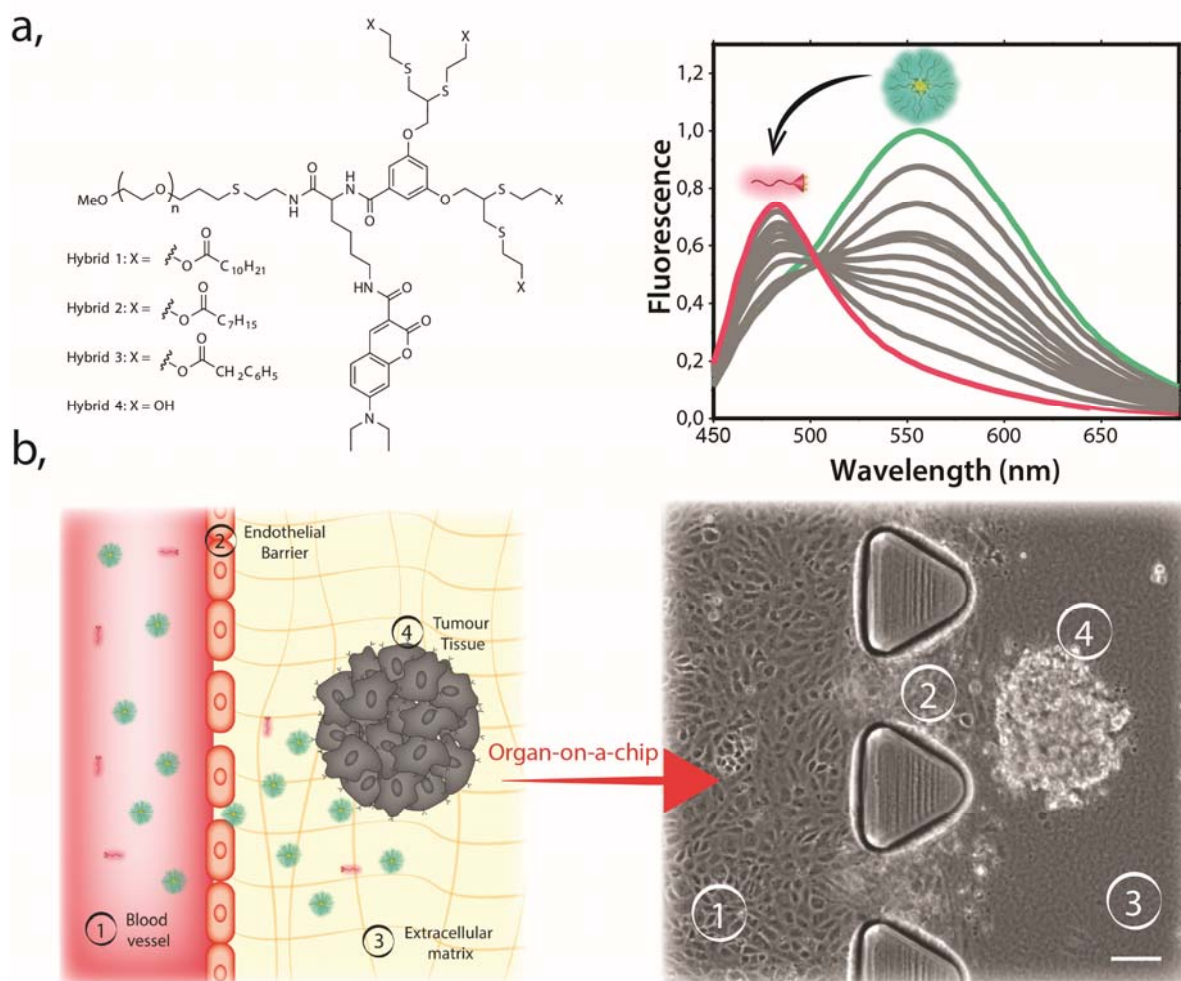 a,
X
X
S
S
O
O
H
N
MeO
O
n
S
N
H
N
H
O
O
S
X
S
X
Hybrid 1: X =
O
O
C10H21
Hybrid 2: X =
O
O
C7H15
Hybrid 3: X =
O
O
CH2C6H5
Hybrid 4: X = OH
HN
O
O
O
N
Fluorescence
1,2
1,0
0,8
0,6
0,4
0,2
0,0
450 500 550 600 650
Wavelength (nm)
b,
2 Endothelial
Barrier
4 Tumour
Tissue
1 Blood
vessel
3 Extracellular
matrix
Organ-on-a-chip
1
2
3
4